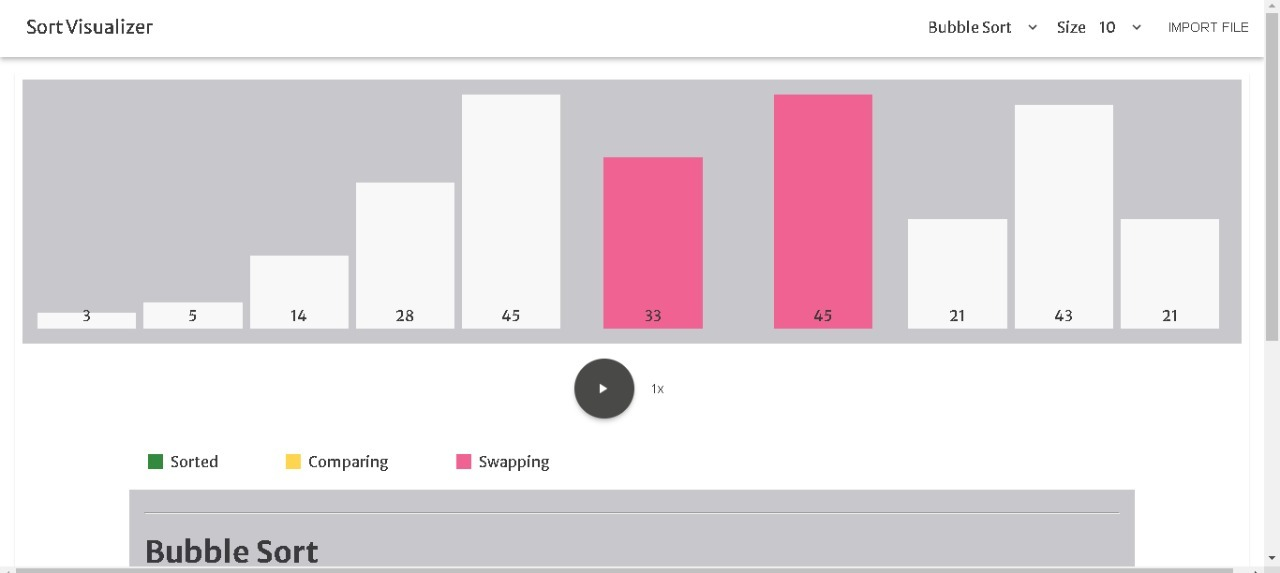 Sort Visualizer
Bubble Sort Size 10 IMPORT FILE
3 5 14 28 45 33 45 21 43 21
1x
Sorted Comparing Swapping
Bubble Sort